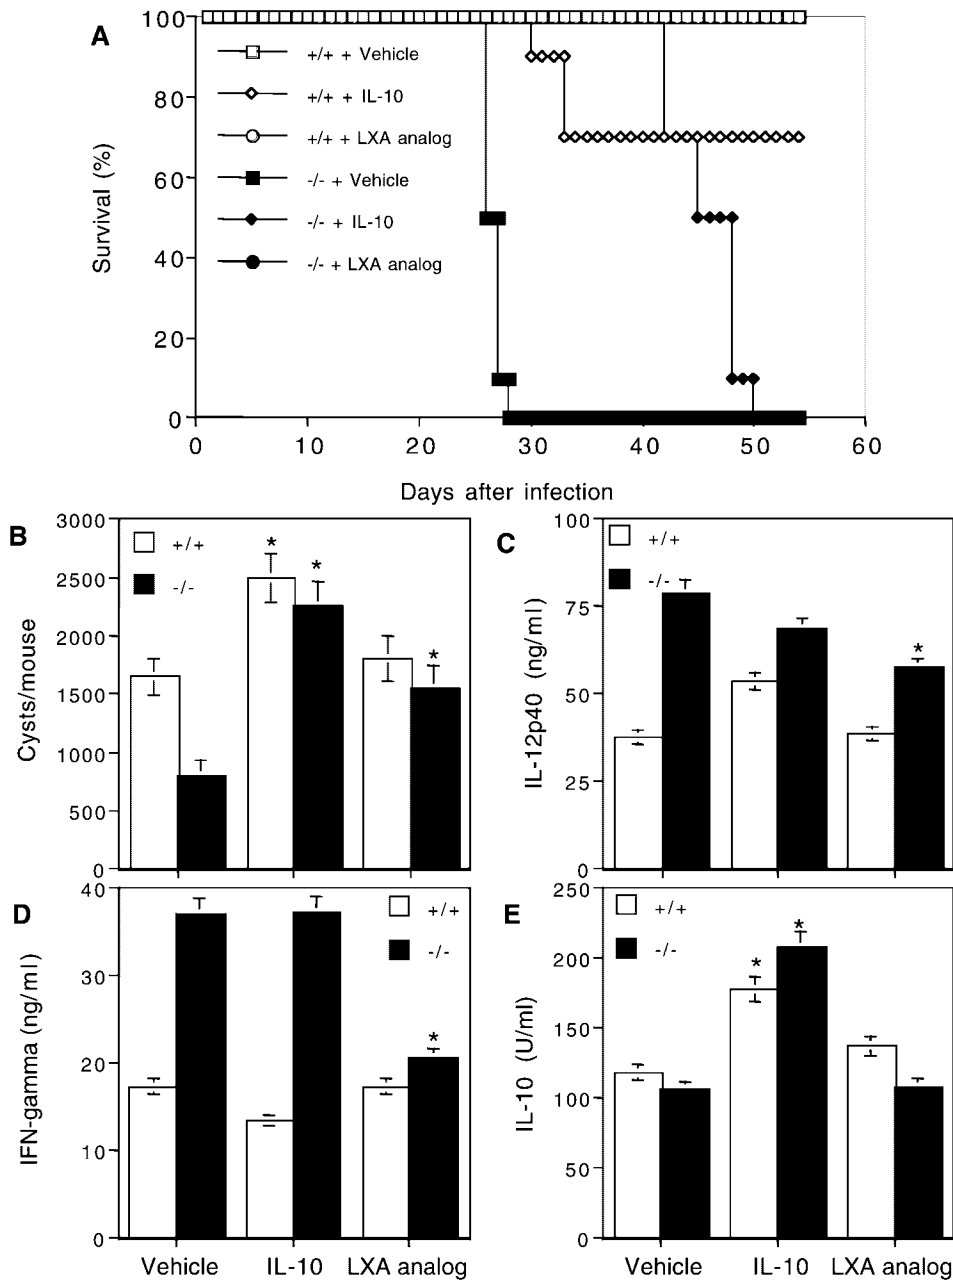 A
100
80
60
40
20
0
Survival (%)
+/+ + Vehicle
+/+ + IL-10
+/+ + LXA analog
-/- + Vehicle
-/- + IL-10
-/- + LXA analog
0 10 20 30 40 50 60
Days after infection
B
3000
2500
2000
1500
1000
500
0
Cysts/mouse
+/+
-/-
* * *
C
100
75
50
25
0
IL-12p40 (ng/ml)
+/+
-/-
*
D
40
30
20
10
0
IFN-gamma (ng/ml)
+/+
-/-
*
Vehicle IL-10 LXA analog
E
250
200
150
100
50
0
IL-10 (U/ml)
+/+
-/-
* *
Vehicle IL-10 LXA analog